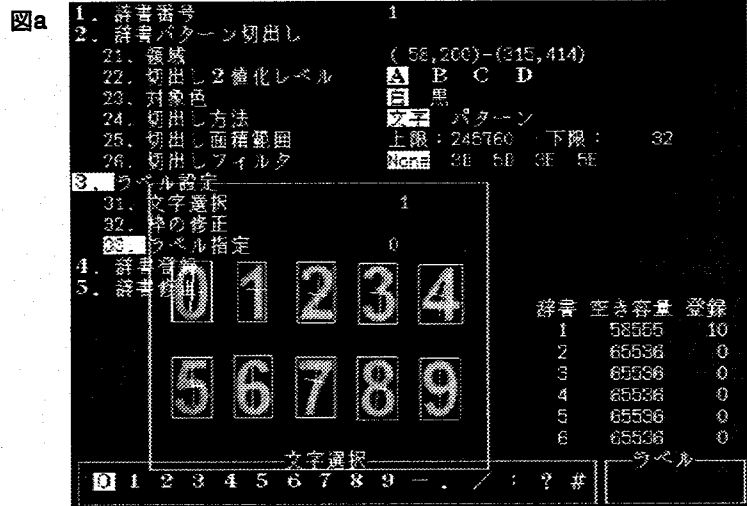 図a
1. 辞書番号 1
2. 辞書パターン切出し
21. 領域 ( 58,200)-(315,414)
22. 切出し2値化レベル A B C D
23. 対象色 白 黒
24. 切出し方法 文字 パターン
25. 切出し面積範囲 上限:245760 下限: 32
26. 切出しフィルタ None 3E 5E
3. ラベル設定
31. 文字選択 1
32. 枠の修正
33. ラベル指定 0
4. 辞書登録
5. 辞書
0 1 2 3 4
5 6 7 8 9
辞書 空き容量 登録
1 58555 10
2 65536 0
3 65536 0
4 65536 0
5 65536 0
6 65536 0
文字選択
0 1 2 3 4 5 6 7 8 9 - . / : ? #
ラベル